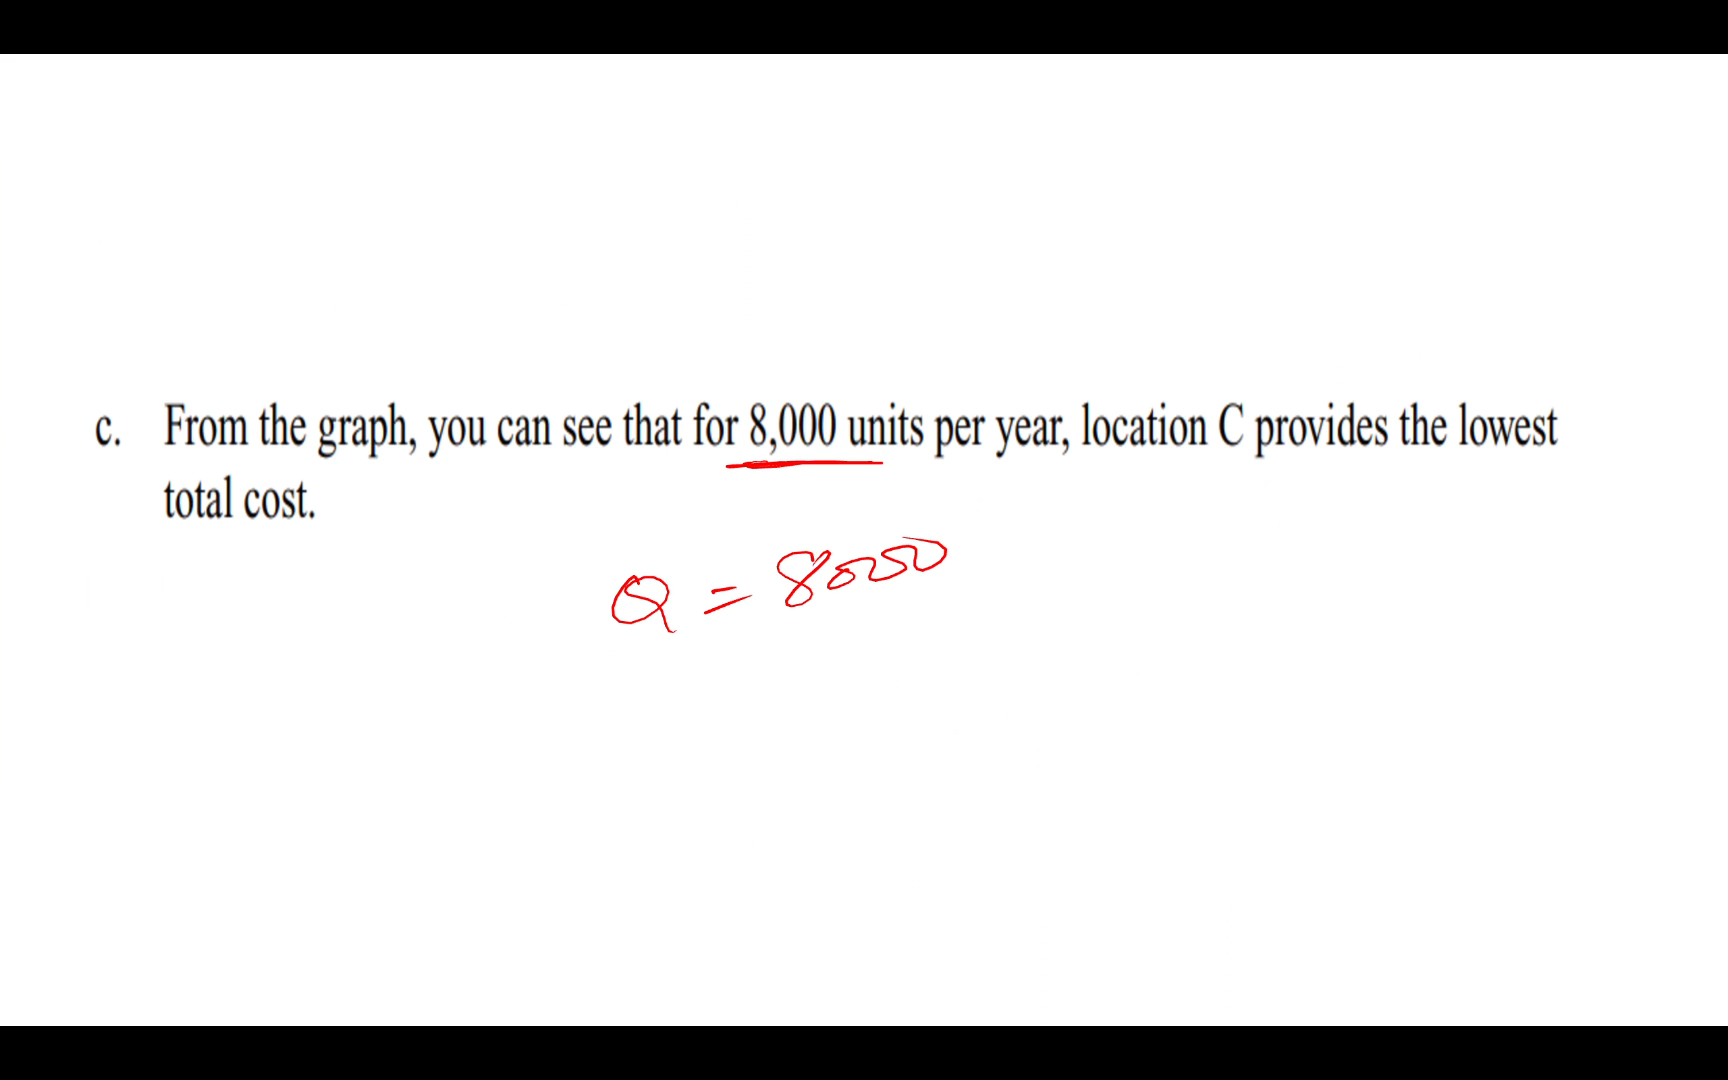 c. From the graph, you can see that for 8,000 units per year, location C provides the lowest
total cost.
Q = 8000